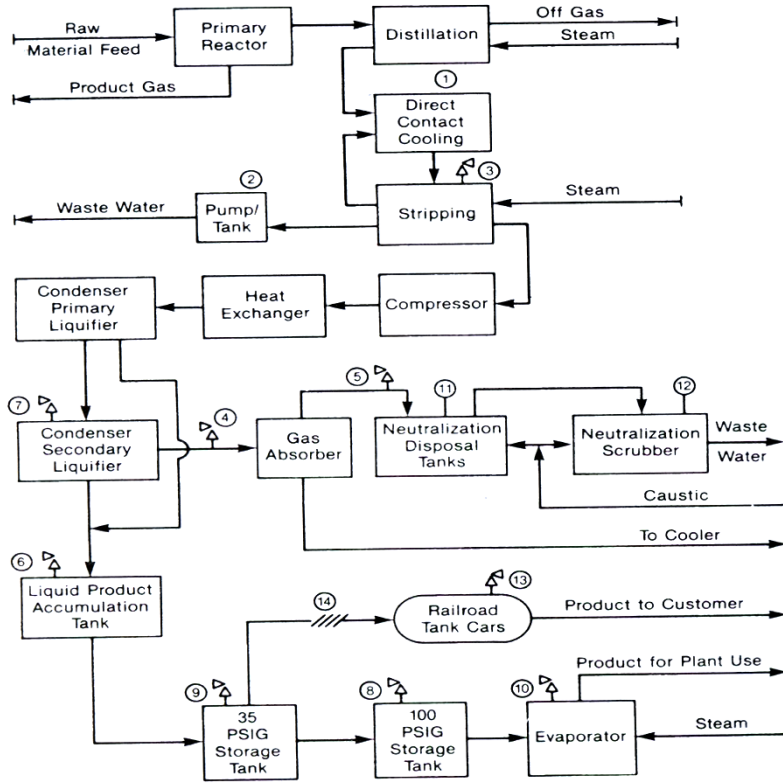 Raw
Material Feed
Primary
Reactor
Distillation
Off Gas
Steam
Product Gas
1
Direct
Contact
Cooling
3
2
Waste Water
Pump/
Tank
Stripping
Steam
Condenser
Primary
Liquifier
Heat
Exchanger
Compressor
5
11
12
7
4
Condenser
Secondary
Liquifier
Gas
Absorber
Neutralization
Disposal
Tanks
Neutralization
Scrubber
Waste
Water
Caustic
To Cooler
6
Liquid Product
Accumulation
Tank
14
13
Railroad
Tank Cars
Product to Customer
Product for Plant Use
9
8
10
35
PSIG
Storage
Tank
100
PSIG
Storage
Tank
Evaporator
Steam